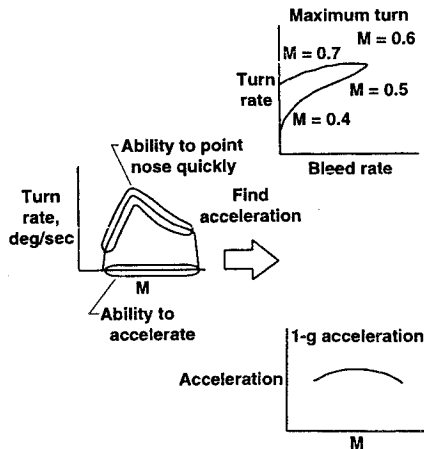 Maximum turn
M = 0.6
M = 0.7
Turn
rate
M = 0.5
M = 0.4
Bleed rate
Ability to point
nose quickly
Turn
rate,
deg/sec
Find
acceleration
M
Ability to
accelerate
1-g acceleration
Acceleration
M